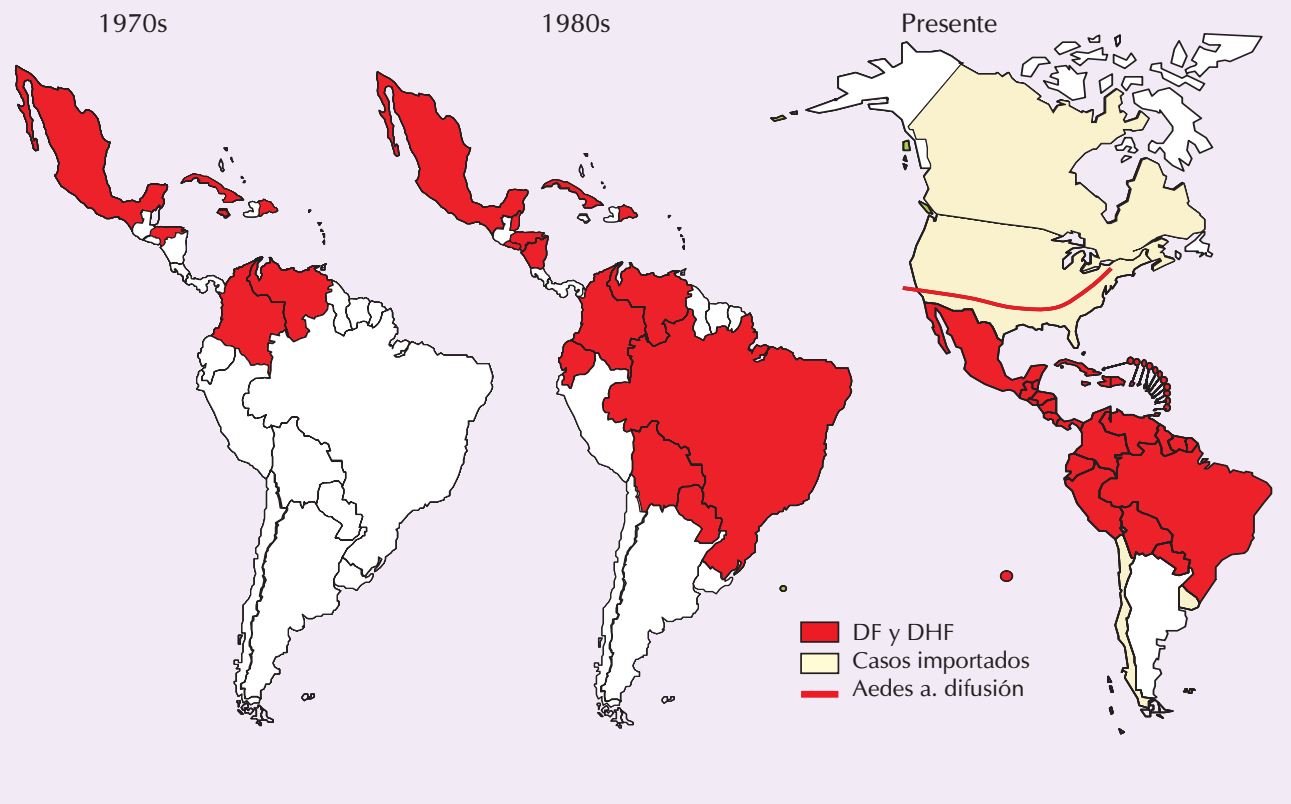 1970s
1980s
Presente
DF y DHF
Casos importados
Aedes a. difusión